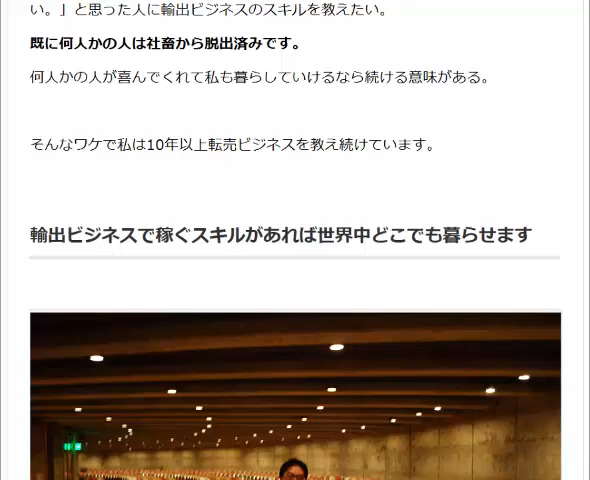 い。」と思った人に輸出ビジネスのスキルを教えたい。
既に何人かの人は社畜から脱出済みです。
何人かの人が喜んでくれて私も暮らしていけるなら続ける意味がある。
そんなワケで私は10年以上転売ビジネスを教え続けています。
輸出ビジネスで稼ぐスキルがあれば世界中どこでも暮らせます